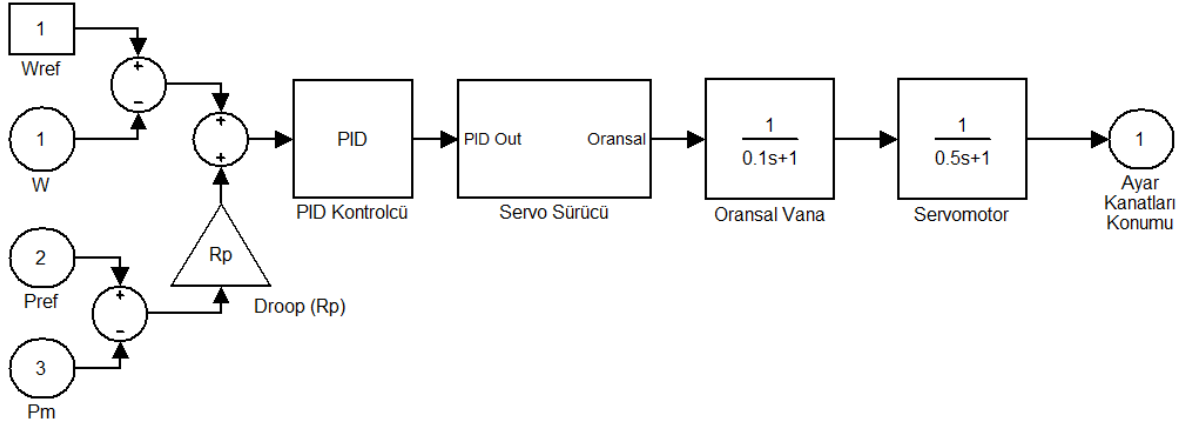 1
Wref
+
-
1
W
+
+
PID
PID Kontrolcü
PID Out
Oransal
Servo Sürücü
1
0.1s+1
Oransal Vana
1
0.5s+1
Servomotor
1
Ayar
Kanatları
Konumu
Rp
Droop (Rp)
2
Pref
+
-
3
Pm